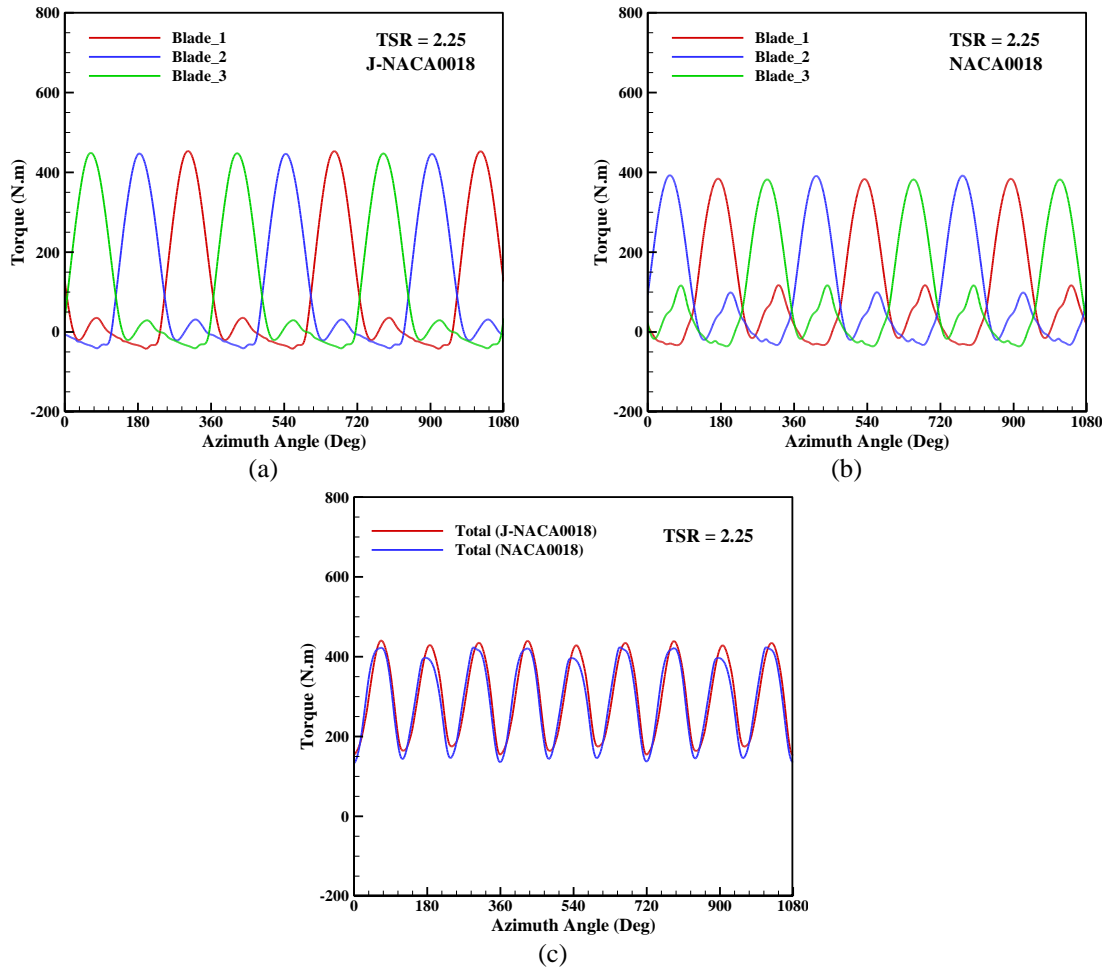 800
Blade_1
TSR = 2.25
Blade_2
J-NACA0018
Blade_3
600
400
200
0
-200
Torque (N.m)
0 180 360 540 720 900 1080
Azimuth Angle (Deg)
(a)
800
Blade_1
TSR = 2.25
Blade_2
NACA0018
Blade_3
600
400
200
0
-200
Torque (N.m)
0 180 360 540 720 900 1080
Azimuth Angle (Deg)
(b)
800
Total (J-NACA0018)
TSR = 2.25
Total (NACA0018)
600
400
200
0
-200
Torque (N.m)
0 180 360 540 720 900 1080
Azimuth Angle (Deg)
(c)